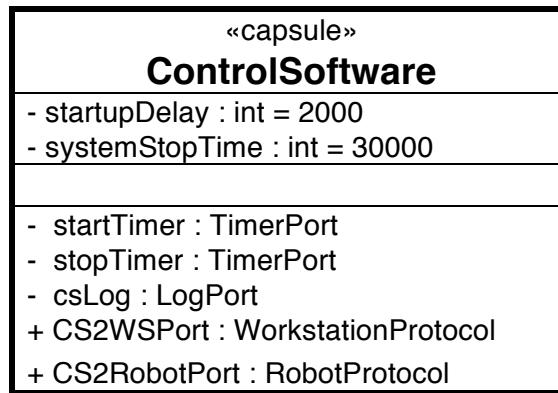 «capsule»
ControlSoftware
- startupDelay : int = 2000
- systemStopTime : int = 30000
- startTimer : TimerPort
- stopTimer : TimerPort
- csLog : LogPort
+ CS2WSPort : WorkstationProtocol
+ CS2RobotPort : RobotProtocol